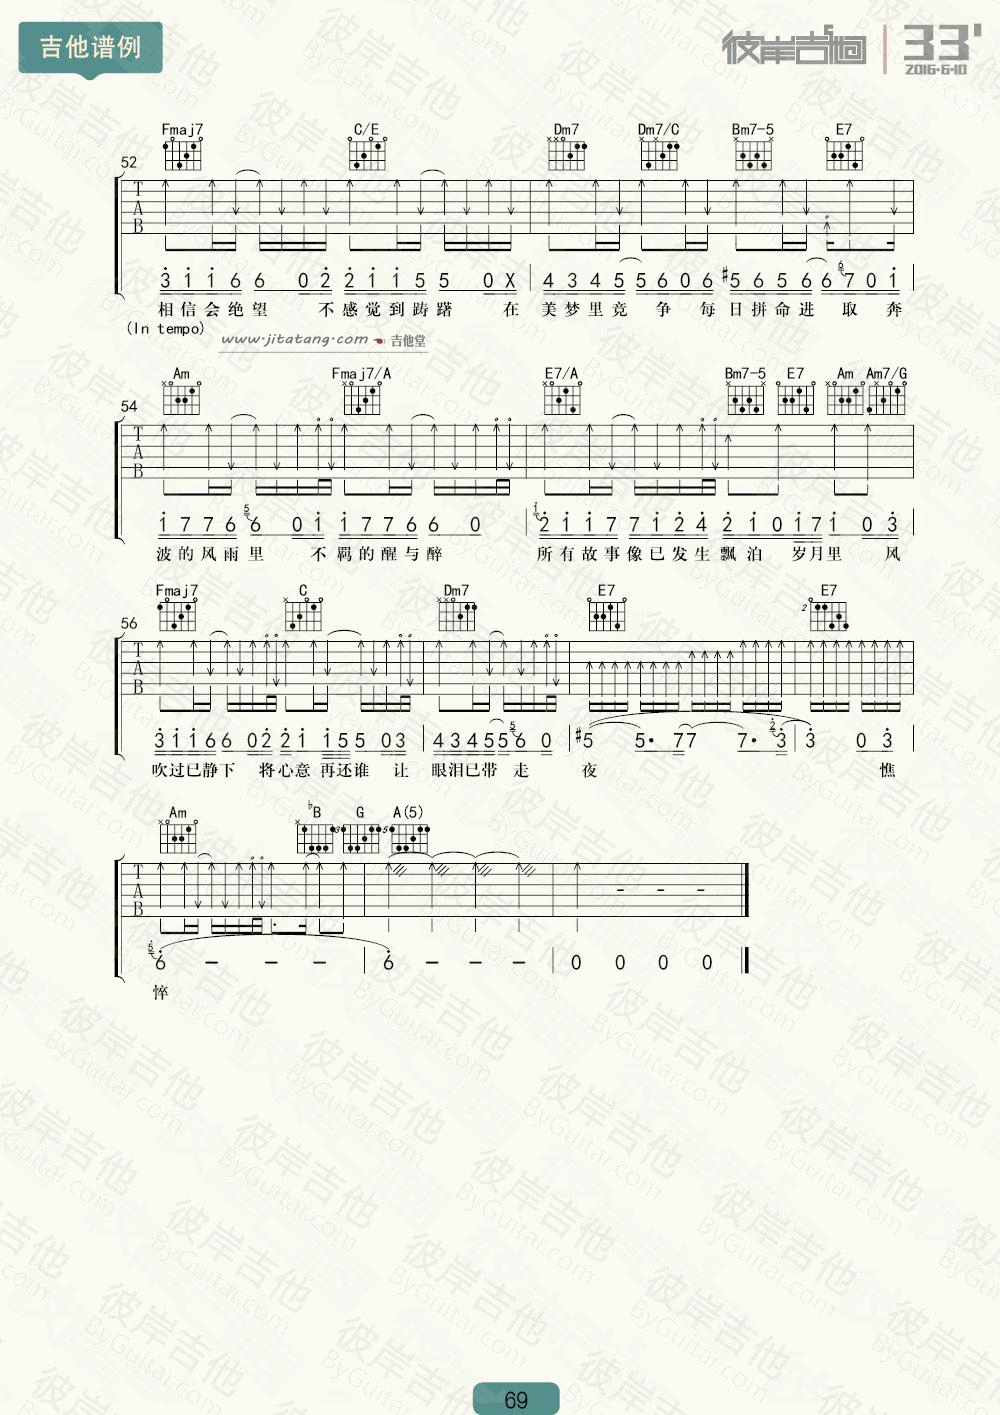 吉他谱例
彼岸吉他 33'
2016·6·10
Fmaj7 C/E Dm7 Dm7/C Bm7-5 E7
52
T
A
B
3 1 1 6 6 0 2 2 1 1 5 5 0 X 4 3 4 5 5 6 0 6 #5 6 5 6 6 6 7 0 1
相信会绝望 不感觉到踌躇 在 美梦里竞 争 每 日拼命进 取 奔
(In tempo)
www.jitatang.com 吉他堂
Am Fmaj7/A E7/A Bm7-5 E7 Am Am7/G
54
T
A
B
1 7 7 6 5 6 0 1 1 7 7 6 6 0 1 2 1 1 7 7 1 2 4 2 1 0 1 7 1 0 3
波的风雨里 不羁的醒与醉 所有故事像已发生飘泊 岁月里 风
Fmaj7 C Dm7 E7 E7
56
2
T
A
B
3 1 1 6 6 0 2 2 1 1 5 5 0 3 4 3 4 5 5 5 6 0 #5 5· 7 7 7· 2 3 3 0 3
吹过已静下 将心意再还谁 让 眼泪已带 走 夜 憔
Am ♭B G A(5)
3 5
T
A
B
- - -
5 6 - - - 6 - - - 0 0 0 0
悴
69